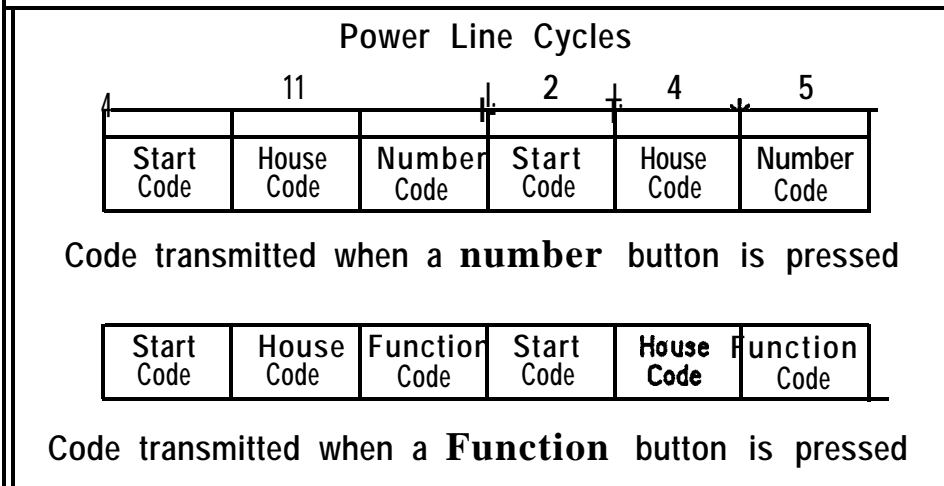 Power Line Cycles
11 2 4 5
Start House Number Start House Number
Code Code Code Code Code Code
Code transmitted when a number button is pressed
Start House Function Start House Function
Code Code Code Code Code Code
Code transmitted when a Function button is pressed